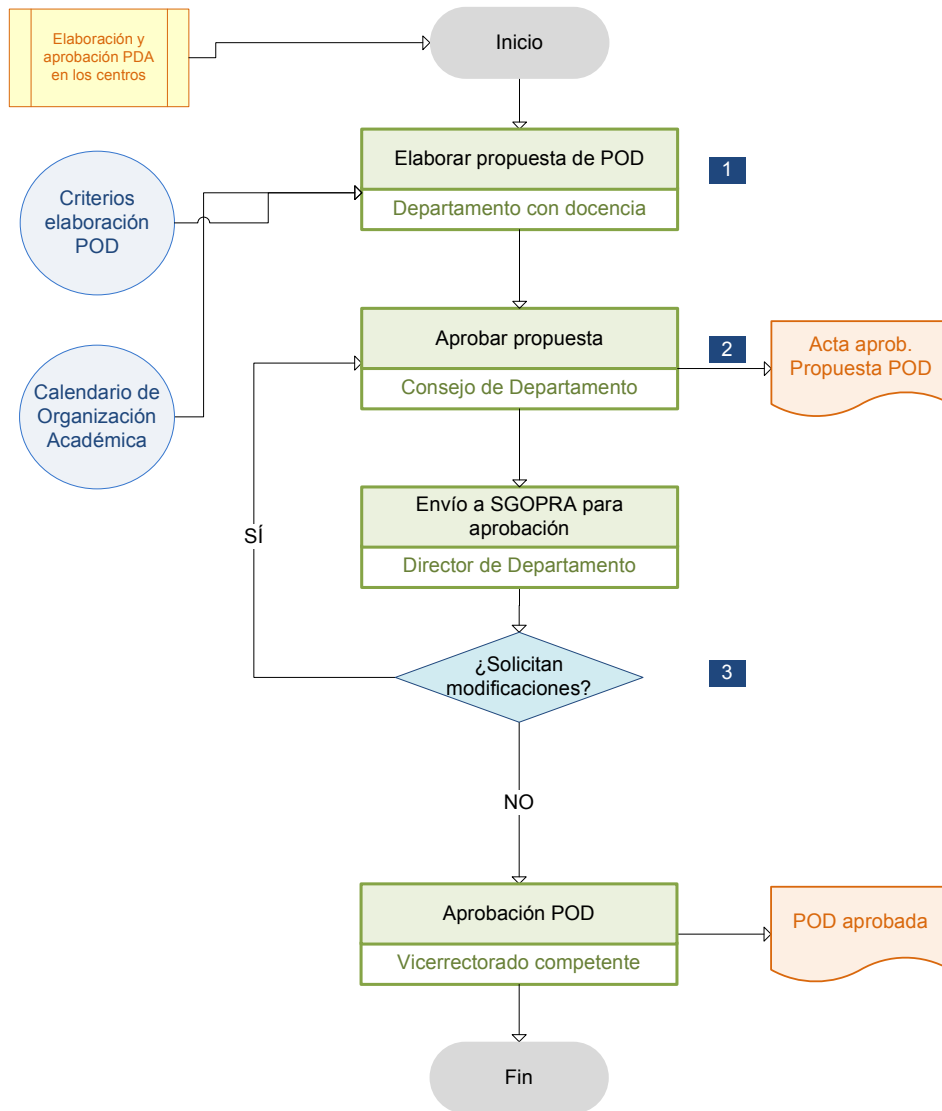 Elaboración y
aprobación PDA
en los centros
Inicio
Elaborar propuesta de POD
Departamento con docencia
1
Criterios
elaboración
POD
Aprobar propuesta
Consejo de Departamento
2
Acta aprob.
Propuesta POD
Calendario de
Organización
Académica
Envío a SGOPRA para
aprobación
Director de Departamento
SÍ
¿Solicitan
modificaciones?
3
NO
Aprobación POD
Vicerrectorado competente
POD aprobada
Fin